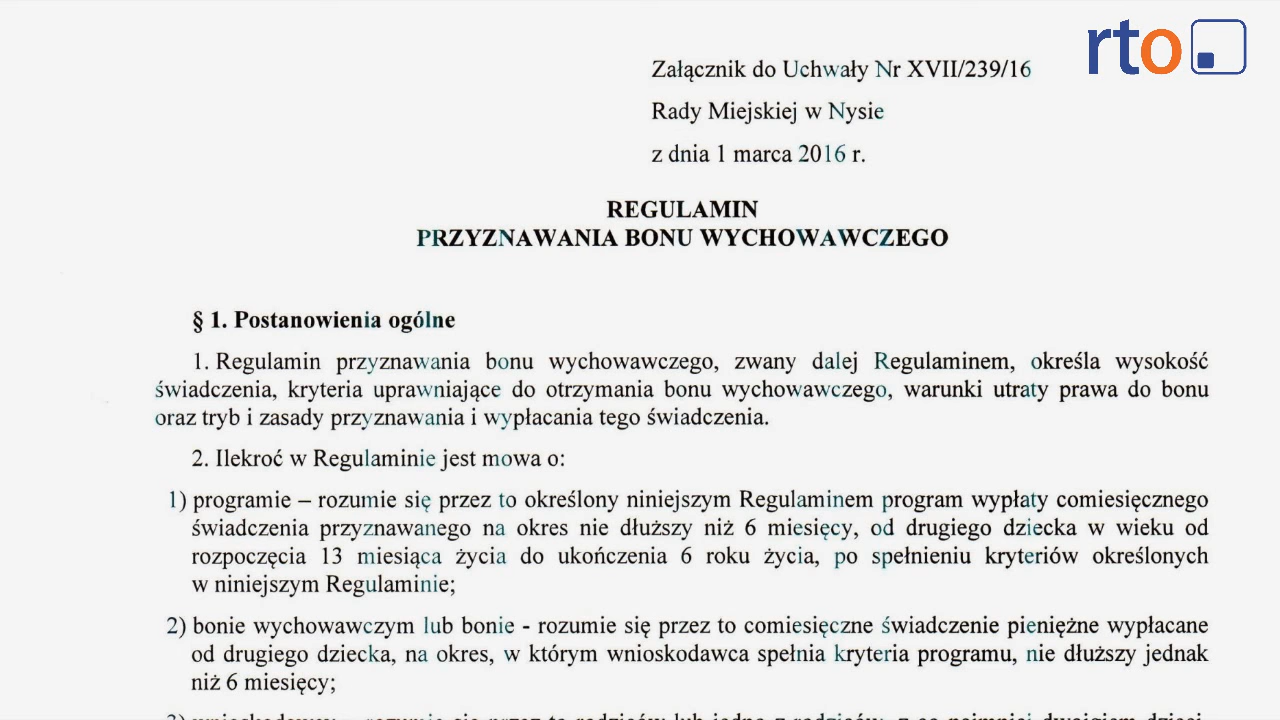 rto
Załącznik do Uchwały Nr XVII/239/16
Rady Miejskiej w Nysie
z dnia 1 marca 2016 r.
REGULAMIN
PRZYZNAWANIA BONU WYCHOWAWCZEGO
§ 1. Postanowienia ogólne
1. Regulamin przyznawania bonu wychowawczego, zwany dalej Regulaminem, określa wysokość
świadczenia, kryteria uprawniające do otrzymania bonu wychowawczego, warunki utraty prawa do bonu
oraz tryb i zasady przyznawania i wypłacania tego świadczenia.
2. Ilekroć w Regulaminie jest mowa o:
1) programie – rozumie się przez to określony niniejszym Regulaminem program wypłaty comiesięcznego
świadczenia przyznawanego na okres nie dłuższy niż 6 miesięcy, od drugiego dziecka w wieku od
rozpoczęcia 13 miesiąca życia do ukończenia 6 roku życia, po spełnieniu kryteriów określonych
w niniejszym Regulaminie;
2) bonie wychowawczym lub bonie - rozumie się przez to comiesięczne świadczenie pieniężne wypłacane
od drugiego dziecka, na okres, w którym wnioskodawca spełnia kryteria programu, nie dłuższy jednak
niż 6 miesięcy;